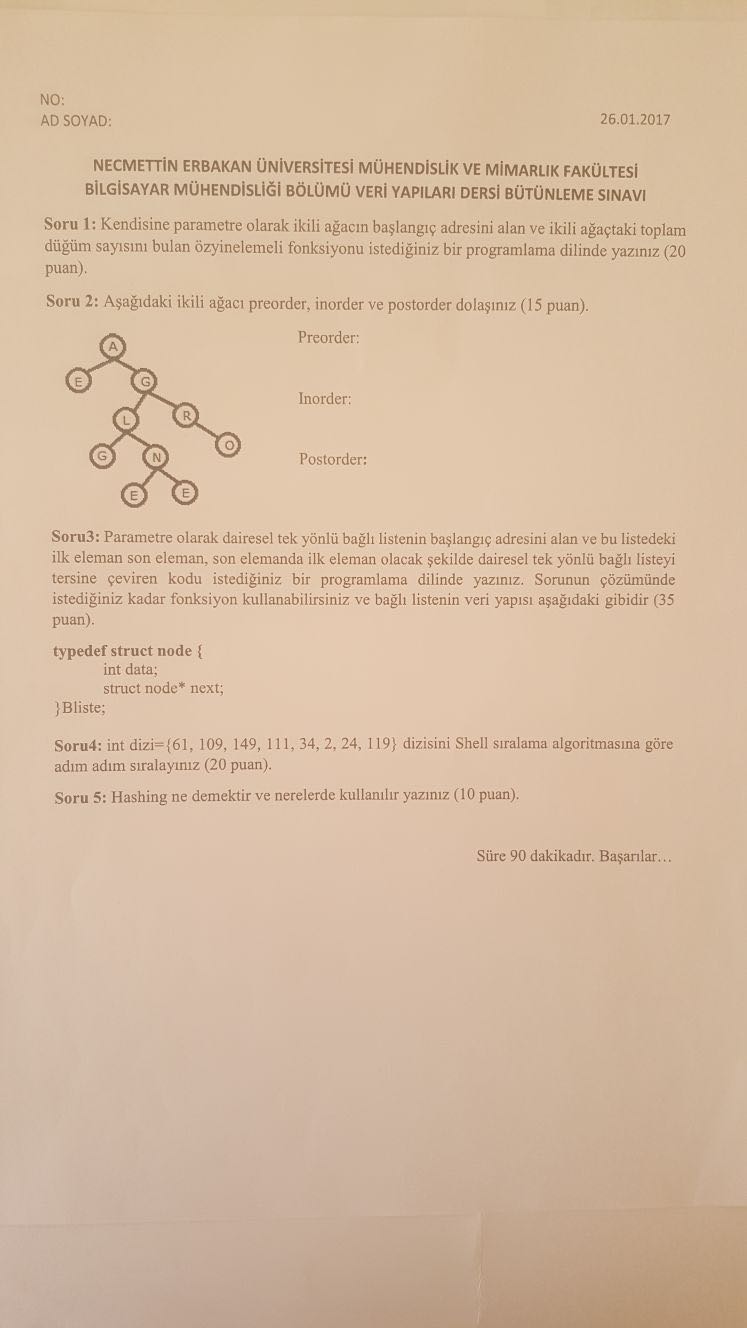 NO:
AD SOYAD:
26.01.2017
NECMETTİN ERBAKAN ÜNİVERSİTESİ MÜHENDİSLİK VE MİMARLIK FAKÜLTESİ
BİLGİSAYAR MÜHENDİSLİĞİ BÖLÜMÜ VERİ YAPILARI DERSİ BÜTÜNLEME SINAVI
Soru 1: Kendisine parametre olarak ikili ağacın başlangıç adresini alan ve ikili ağaçtaki toplam
düğüm sayısını bulan özyinelemeli fonksiyonu istediğiniz bir programlama dilinde yazınız (20
puan).
Soru 2: Aşağıdaki ikili ağacı preorder, inorder ve postorder dolaşınız (15 puan).
Preorder:
Inorder:
Postorder:
A
E G
L R
G N O
E E
Soru3: Parametre olarak dairesel tek yönlü bağlı listenin başlangıç adresini alan ve bu listedeki
ilk eleman son eleman, son elemanda ilk eleman olacak şekilde dairesel tek yönlü bağlı listeyi
tersine çeviren kodu istediğiniz bir programlama dilinde yazınız. Sorunun çözümünde
istediğiniz kadar fonksiyon kullanabilirsiniz ve bağlı listenin veri yapısı aşağıdaki gibidir (35
puan).
typedef struct node {
int data;
struct node* next;
}Bliste;
Soru4: int dizi={61, 109, 149, 111, 34, 2, 24, 119} dizisini Shell sıralama algoritmasına göre
adım adım sıralayınız (20 puan).
Soru 5: Hashing ne demektir ve nerelerde kullanılır yazınız (10 puan).
Süre 90 dakikadır. Başarılar...